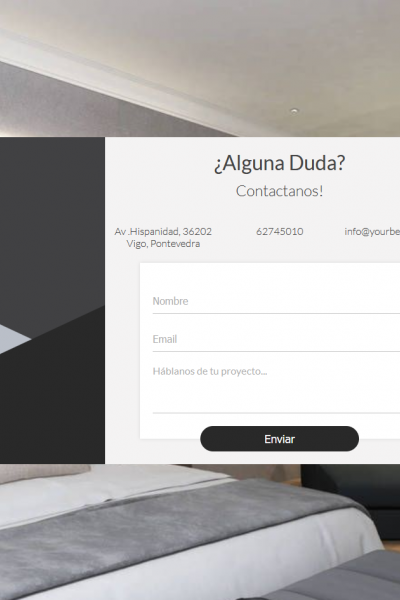 ¿Alguna Duda?
Contactanos!
Av .Hispanidad, 36202
Vigo, Pontevedra
62745010
info@yourbe
Nombre
Email
Háblanos de tu proyecto...
Enviar